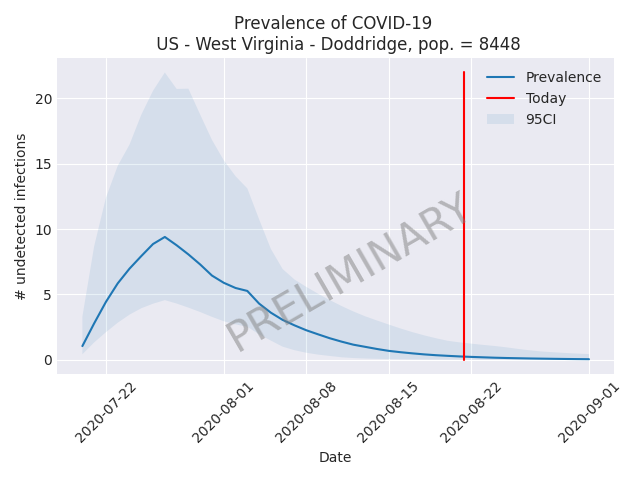 Prevalence of COVID-19
US - West Virginia - Doddridge, pop. = 8448
# undetected infections
20
15
10
5
0
Prevalence
Today
95CI
PRELIMINARY
2020-07-22
2020-08-01
2020-08-08
2020-08-15
2020-08-22
2020-09-01
Date